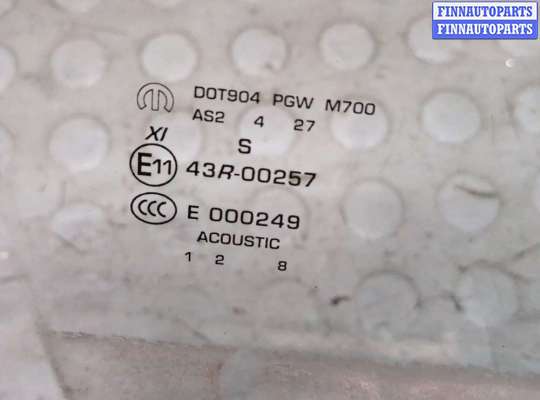 FINNAUTOPARTS
FINNAUTOPARTS
DOT904 PGW M700
AS2 4 27
S
XI
E11 43R-00257
CCC E 000249
ACOUSTIC
1 2 8